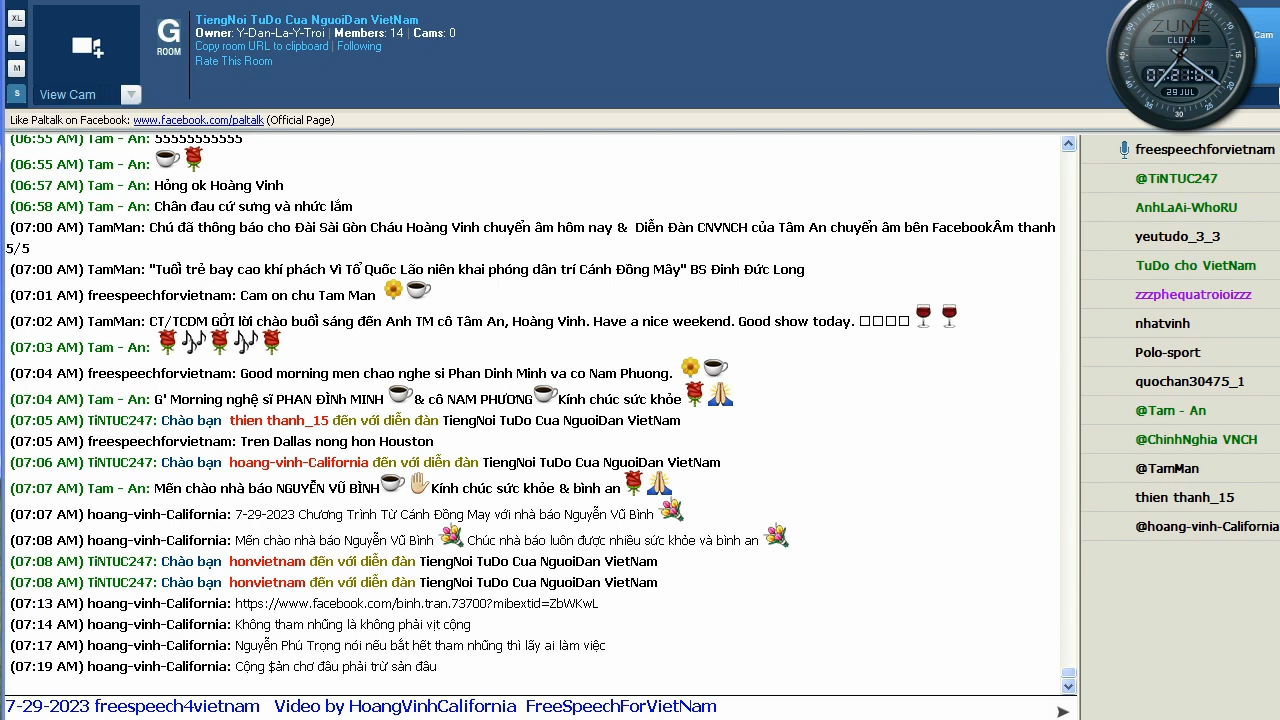 XL
L
M
S
View Cam
G
ROOM
TiengNoi TuDo Cua NguoiDan VietNam
Owner: Y-Dan-La-Y-Troi | Members: 14 | Cams: 0
Copy room URL to clipboard | Following
Rate This Room
ZUNE
CLOCK
29 JUL
Cam
Like Paltalk on Facebook: www.facebook.com/paltalk (Official Page)
(06:55 AM) Tam - An: 55555555555
(06:55 AM) Tam - An:
(06:57 AM) Tam - An: Hỏng ok Hoàng Vinh
(06:58 AM) Tam - An: Chân đau cứ sưng và nhức lắm
(07:00 AM) TamMan: Chú đã thông báo cho Đài Sài Gòn Cháu Hoàng Vinh chuyển âm hôm nay & Diễn Đàn CNVNCH của Tâm An chuyển âm bên FacebookÂm thanh
5/5
(07:00 AM) TamMan: "Tuổi trẻ bay cao khí phách Vì Tổ Quốc Lão niên khai phóng dân trí Cánh Đồng Mây" BS Đinh Đức Long
(07:01 AM) freespeechforvietnam: Cam on chu Tam Man
(07:02 AM) TamMan: CT/TCDM GƠI lời chào buổi sáng đến Anh TM cô Tâm An, Hoàng Vinh. Have a nice weekend. Good show today.
(07:03 AM) Tam - An:
(07:04 AM) freespeechforvietnam: Good morning men chao nghe si Phan Dinh Minh va co Nam Phuong.
(07:04 AM) Tam - An: G' Morning nghệ sĩ PHAN ĐÌNh MINH & cô NAM PHƯƠNG Kính chúc sức khỏe
(07:05 AM) TiNTUC247: Chào bạn thien thanh_15 đến với diễn đàn TiengNoi TuDo Cua NguoiDan VietNam
(07:05 AM) freespeechforvietnam: Tren Dallas nong hon Houston
(07:06 AM) TiNTUC247: Chào bạn hoang-vinh-California đến với diễn đàn TiengNoi TuDo Cua NguoiDan VietNam
(07:07 AM) Tam - An: Mến chào nhà báo NGUYỄN VŨ BÌNH Kính chúc sức khỏe & bình an
(07:07 AM) hoang-vinh-California: 7-29-2023 Chương Trình Từ Cánh Đồng May với nhà báo Nguyễn Vũ Bình
(07:08 AM) hoang-vinh-California: Mến chào nhà báo Nguyễn Vũ Bình Chúc nhà báo luôn được nhiều sức khỏe và bình an
(07:08 AM) TiNTUC247: Chào bạn honvietnam đến với diễn đàn TiengNoi TuDo Cua NguoiDan VietNam
(07:08 AM) TiNTUC247: Chào bạn honvietnam đến với diễn đàn TiengNoi TuDo Cua NguoiDan VietNam
(07:13 AM) hoang-vinh-California: https://www.facebook.com/binh.tran.73700?mibextid=ZbWKwL
(07:14 AM) hoang-vinh-California: Không tham nhũng là không phải vịt cộng
(07:17 AM) hoang-vinh-California: Nguyễn Phú Trọng nói nếu bắt hết tham nhũng thì lấy ai làm việc
(07:19 AM) hoang-vinh-California: Cộng $ản chơ đâu phải trừ sản đâu
freespeechforvietnam
@TiNTUC247
AnhLaAi-WhoRU
yeutudo_3_3
TuDo cho VietNam
zzzphequatroioizzz
nhatvinh
Polo-sport
quochan30475_1
@Tam - An
@ChinhNghia VNCH
@TamMan
thien thanh_15
@hoang-vinh-California
7-29-2023 freespeech4vietnam Video by HoangVinhCalifornia FreeSpeechForVietNam